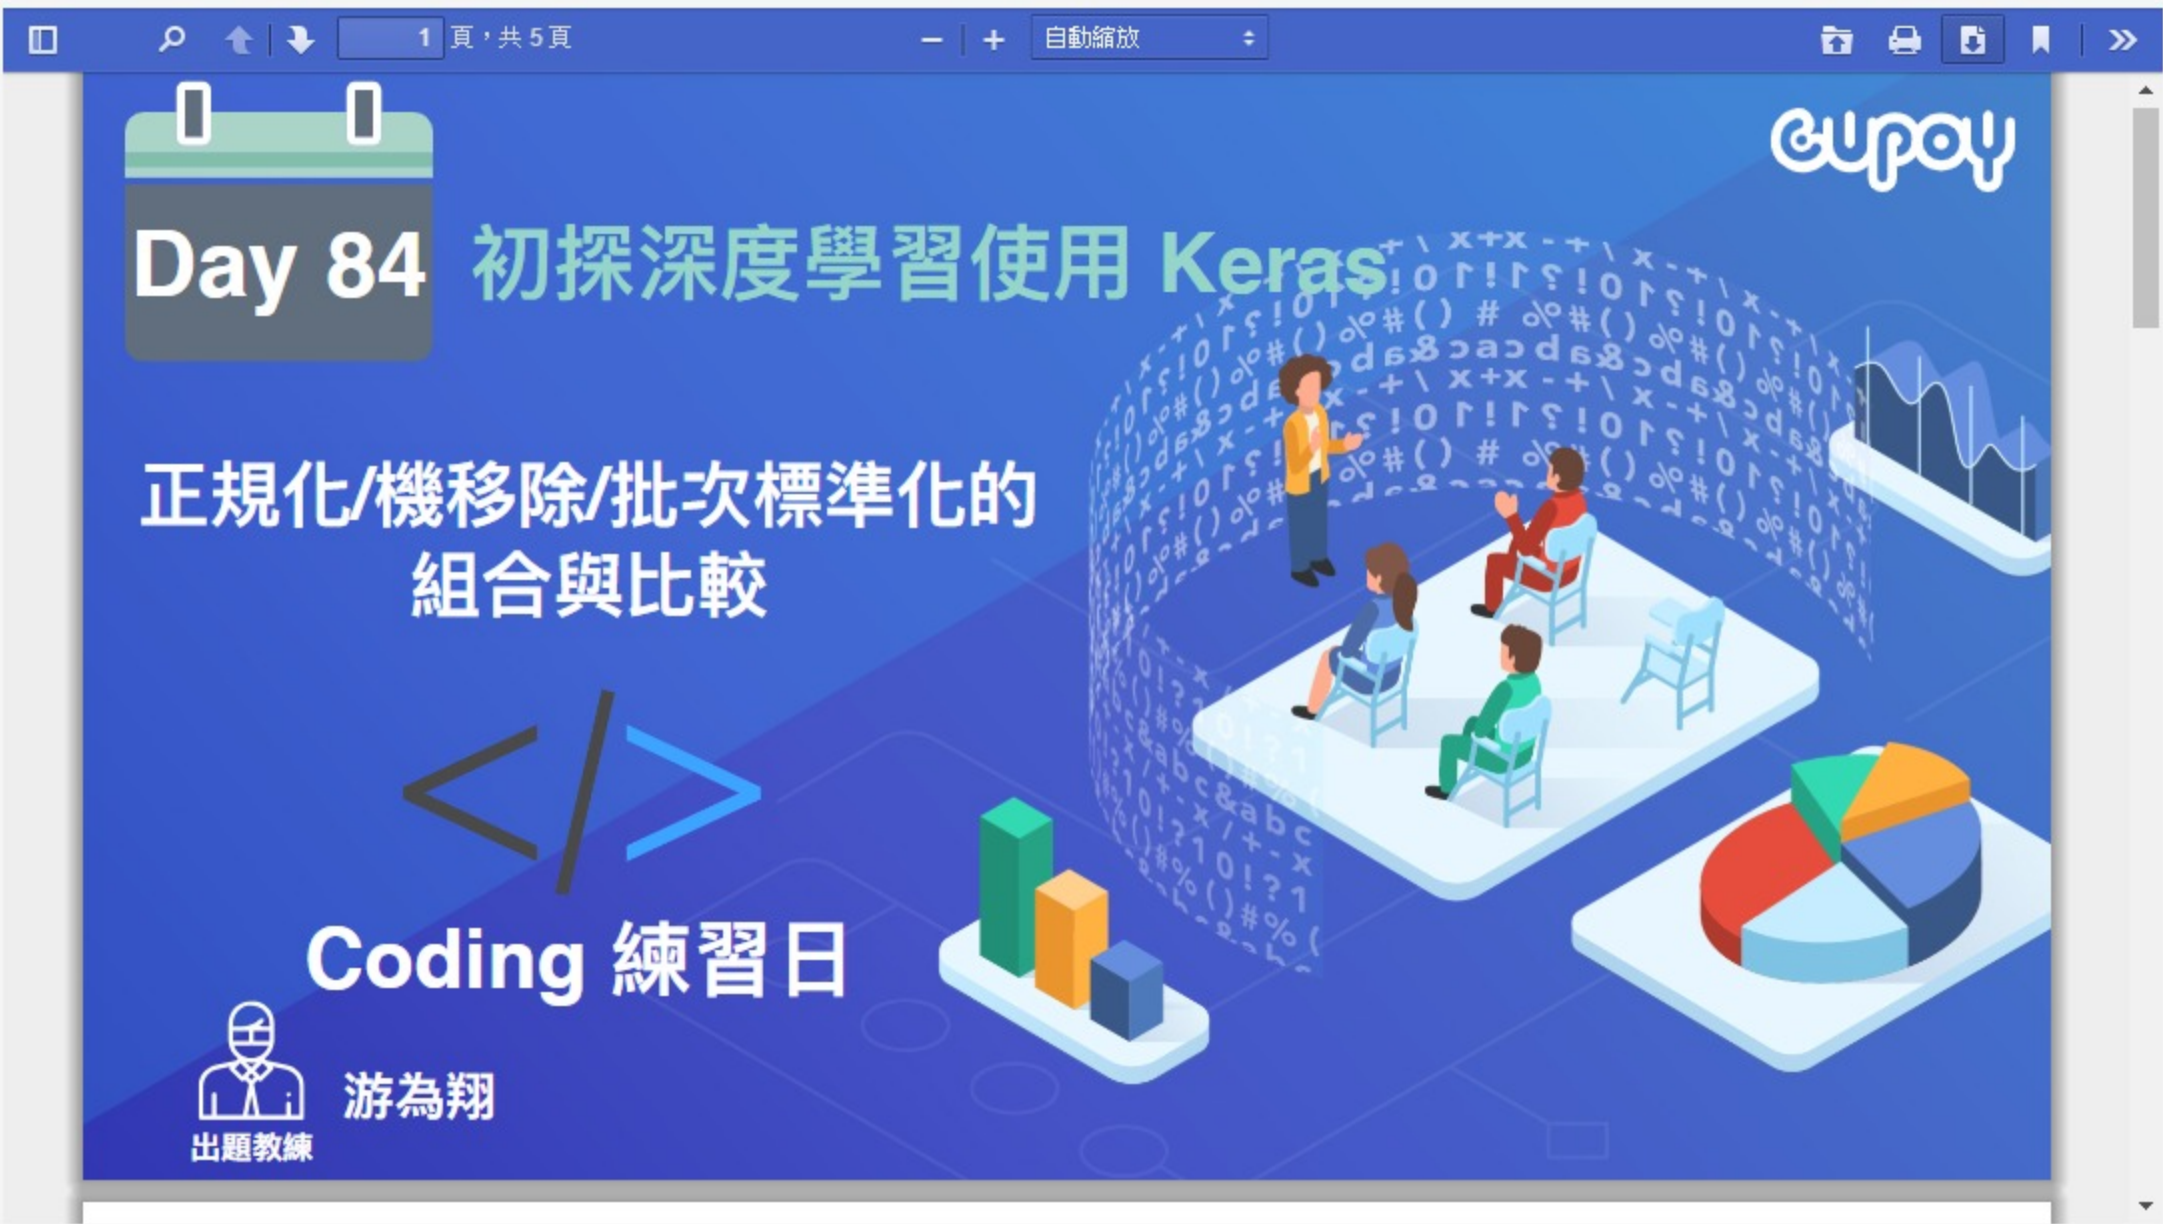 1 頁，共 5 頁
自動縮放
cupoy
Day 84
初探深度學習使用 Keras
正規化/機移除/批次標準化的
組合與比較
</>
Coding 練習日
游為翔
出題教練